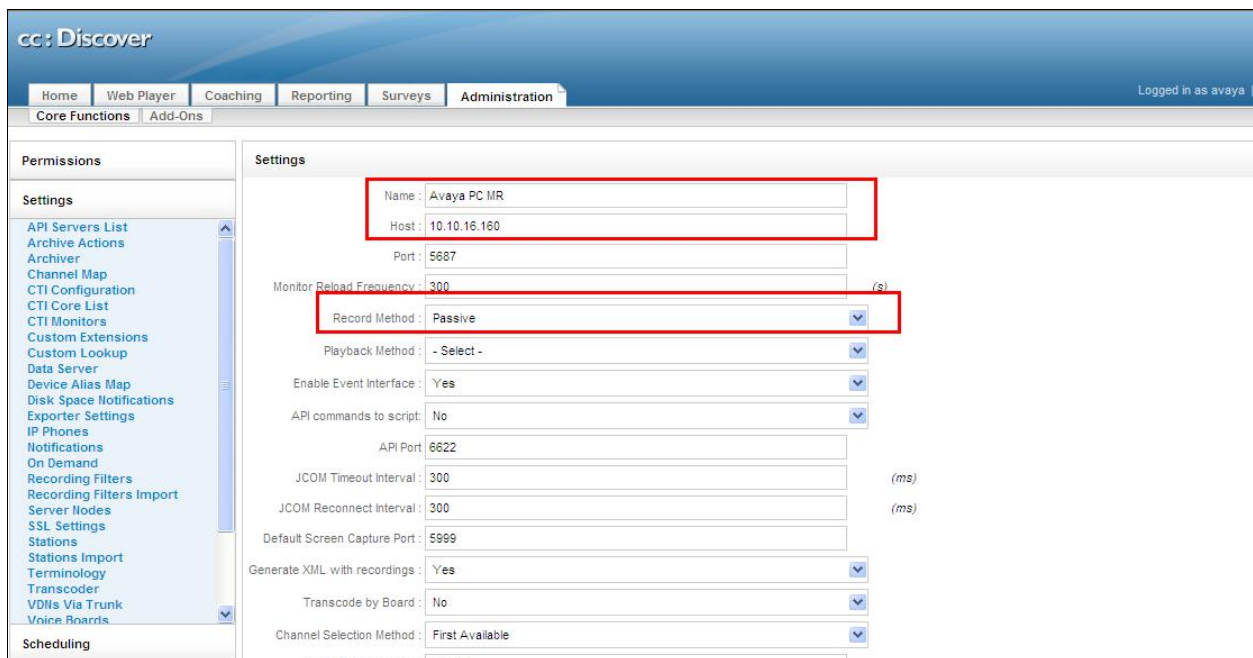 cc: Discover
Home Web Player Coaching Reporting Surveys Administration
Logged in as avaya |
Core Functions Add-Ons
Permissions
Settings
API Servers List
Archive Actions
Archiver
Channel Map
CTI Configuration
CTI Core List
CTI Monitors
Custom Extensions
Custom Lookup
Data Server
Device Alias Map
Disk Space Notifications
Exporter Settings
IP Phones
Notifications
On Demand
Recording Filters
Recording Filters Import
Server Nodes
SSL Settings
Stations
Stations Import
Terminology
Transcoder
VDNs Via Trunk
Voice Boards
Scheduling
Settings
Name : Avaya PC MR
Host : 10.10.16.160
Port : 5687
Monitor Reload Frequency : 300 (s)
Record Method : Passive
Playback Method : - Select -
Enable Event Interface : Yes
API commands to script: No
API Port 6622
JCOM Timeout Interval : 300 (ms)
JCOM Reconnect Interval : 300 (ms)
Default Screen Capture Port : 5999
Generate XML with recordings : Yes
Transcode by Board : No
Channel Selection Method : First Available